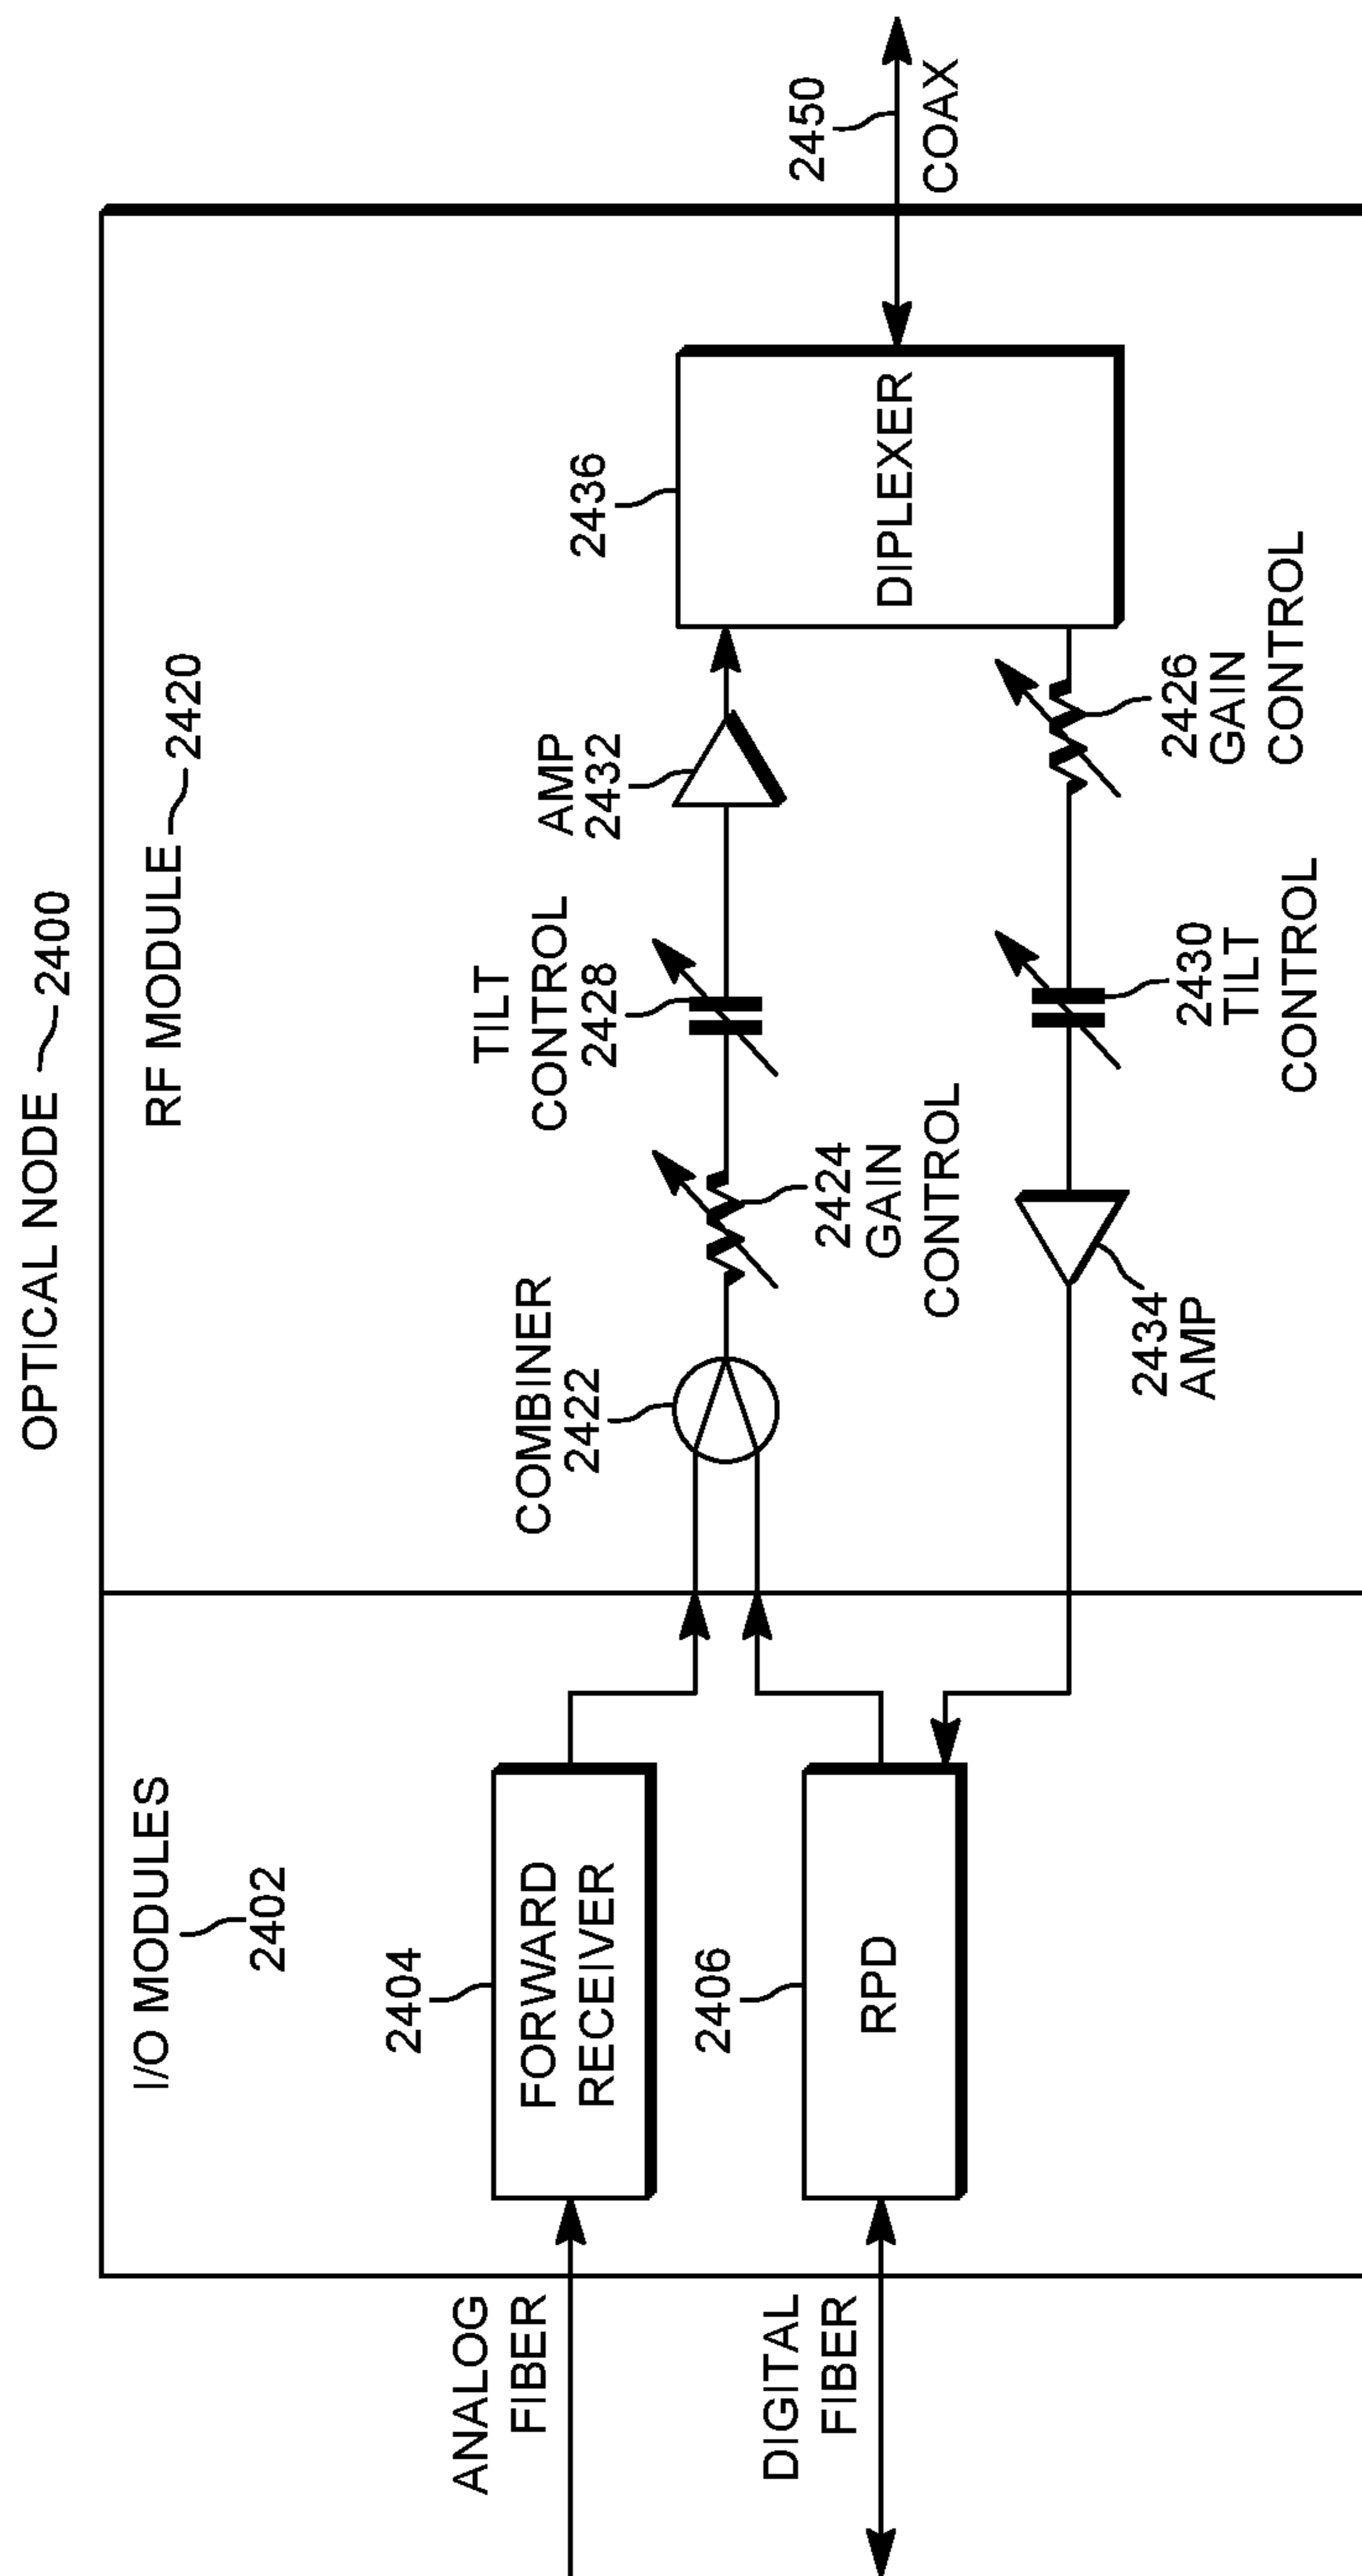 OPTICAL NODE 2400
I/O MODULES
2402
RF MODULE 2420
ANALOG
FIBER
2404
FORWARD
RECEIVER
DIGITAL
FIBER
2406
RPD
COMBINER
2422
2424
GAIN
CONTROL
TILT
CONTROL
2428
AMP
2432
2436
DIPLEXER
2450
COAX
2434
AMP
2430
TILT
CONTROL
2426
GAIN
CONTROL